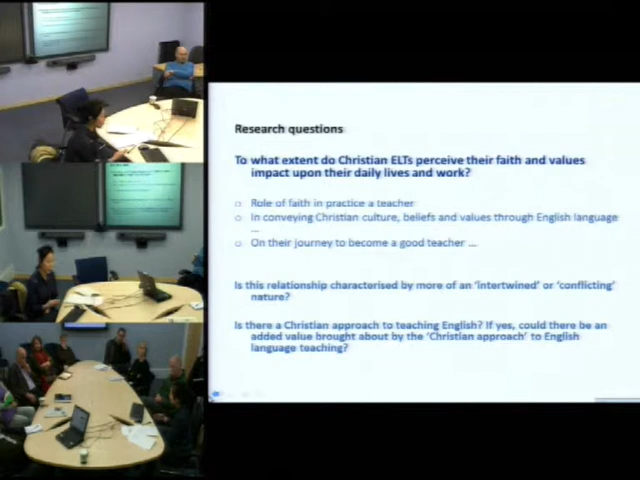 Research questions
To what extent do Christian ELTs perceive their faith and values
impact upon their daily lives and work?
Role of faith in practice a teacher
In conveying Christian culture, beliefs and values through English language
...
On their journey to become a good teacher ...
Is this relationship characterised by more of an 'intertwined' or 'conflicting'
nature?
Is there a Christian approach to teaching English? If yes, could there be an
added value brought about by the 'Christian approach' to English
language teaching?